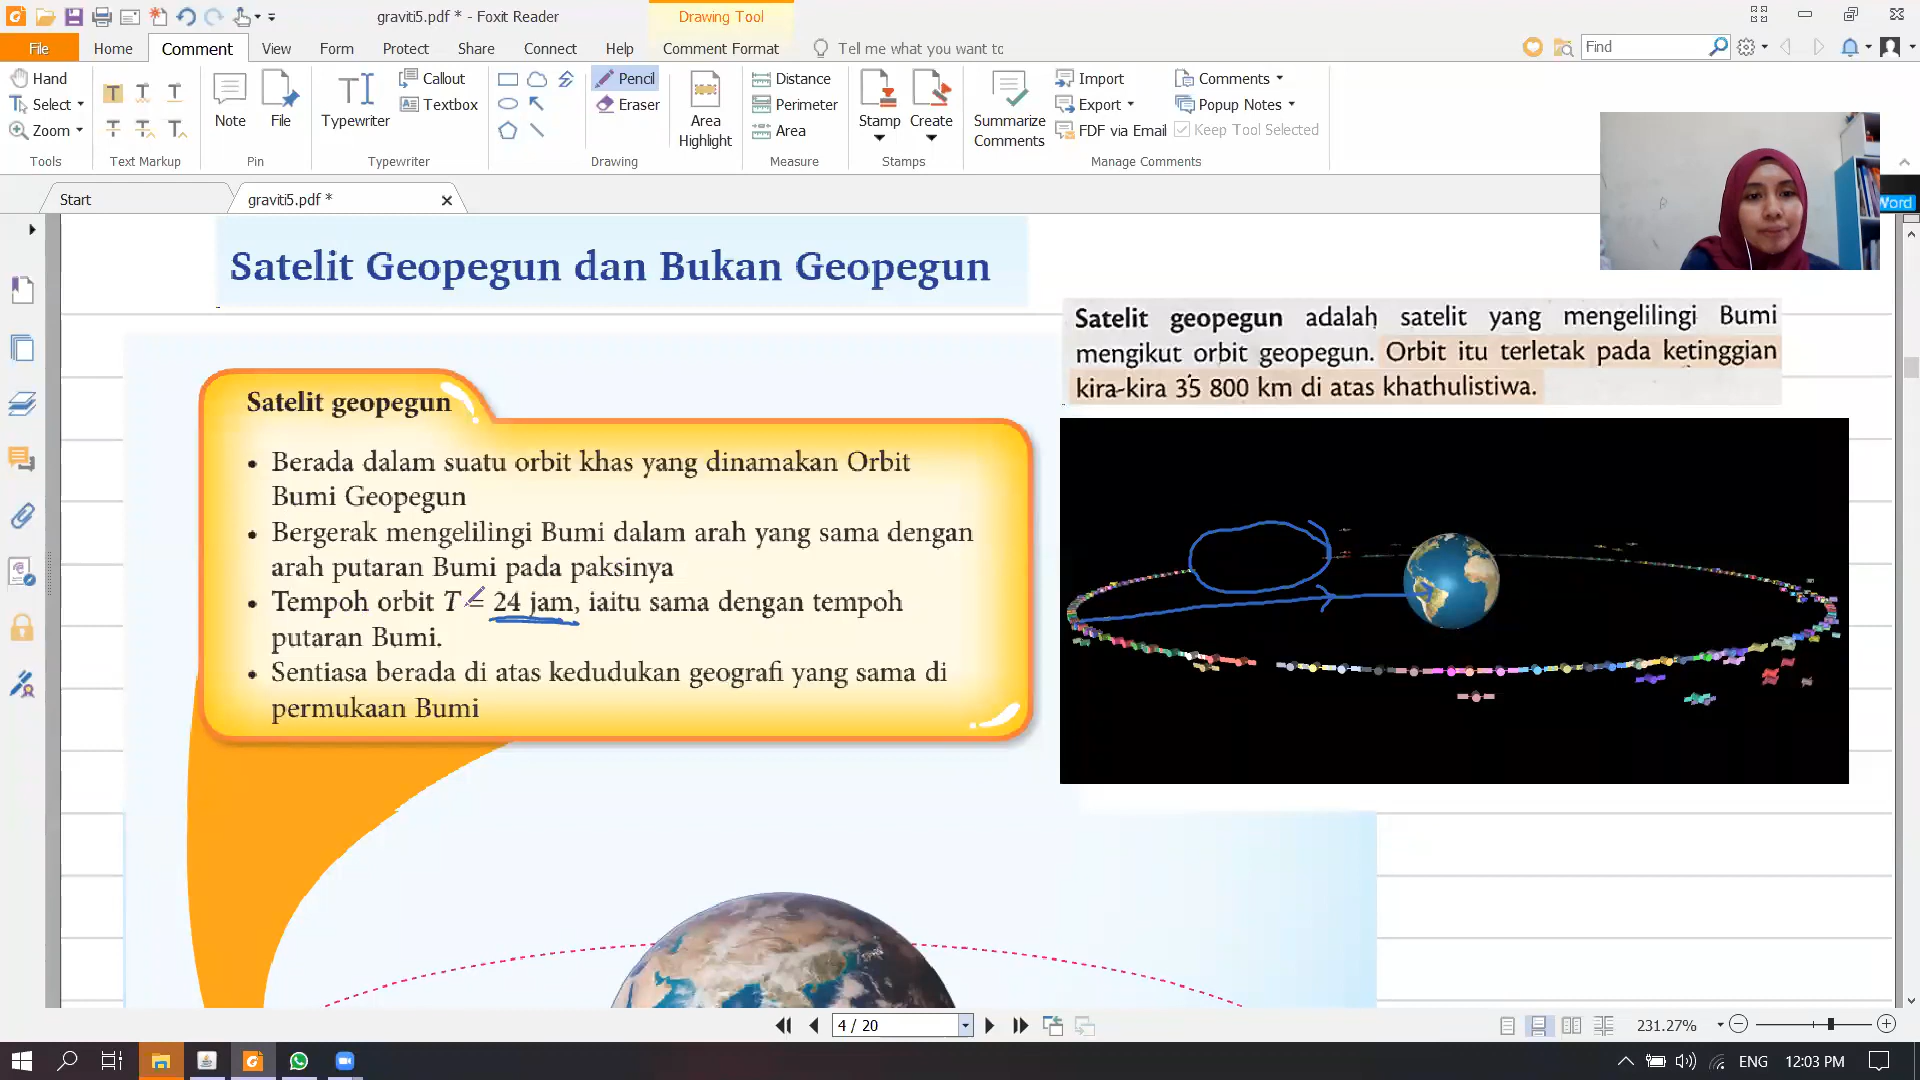 graviti5.pdf * - Foxit Reader
Drawing Tool
File
Home
Comment
View
Form
Protect
Share
Connect
Help
Comment Format
Tell me what you want to
Find
Hand
Select
Zoom
Tools
Text Markup
Note
File
Pin
Typewriter
Callout
Textbox
Typewriter
Pencil
Eraser
Drawing
Area
Highlight
Distance
Perimeter
Area
Measure
Stamp
Create
Stamps
Summarize
Comments
Import
Export
FDF via Email
Comments
Popup Notes
Keep Tool Selected
Manage Comments
Word
Start
graviti5.pdf *
Satelit Geopegun dan Bukan Geopegun
Satelit geopegun adalah satelit yang mengelilingi Bumi
mengikut orbit geopegun. Orbit itu terletak pada ketinggian
kira-kira 35 800 km di atas khathulistiwa.
Satelit geopegun
• Berada dalam suatu orbit khas yang dinamakan Orbit
Bumi Geopegun
• Bergerak mengelilingi Bumi dalam arah yang sama dengan
arah putaran Bumi pada paksinya
• Tempoh orbit T = 24 jam, iaitu sama dengan tempoh
putaran Bumi.
• Sentiasa berada di atas kedudukan geografi yang sama di
permukaan Bumi
4 / 20
231.27%
ENG
12:03 PM